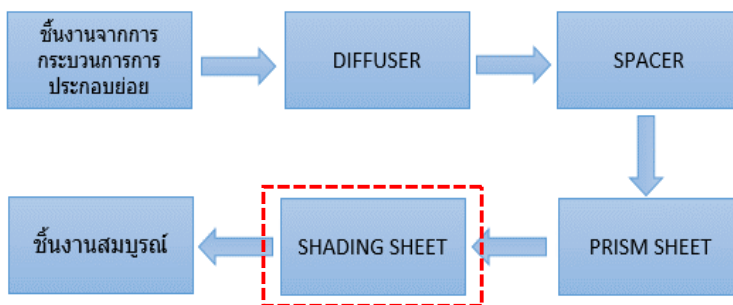 ชิ้นงานจากการ
กระบวนการการ
ประกอบย่อย
DIFFUSER
SPACER
PRISM SHEET
SHADING SHEET
ชิ้นงานสมบูรณ์